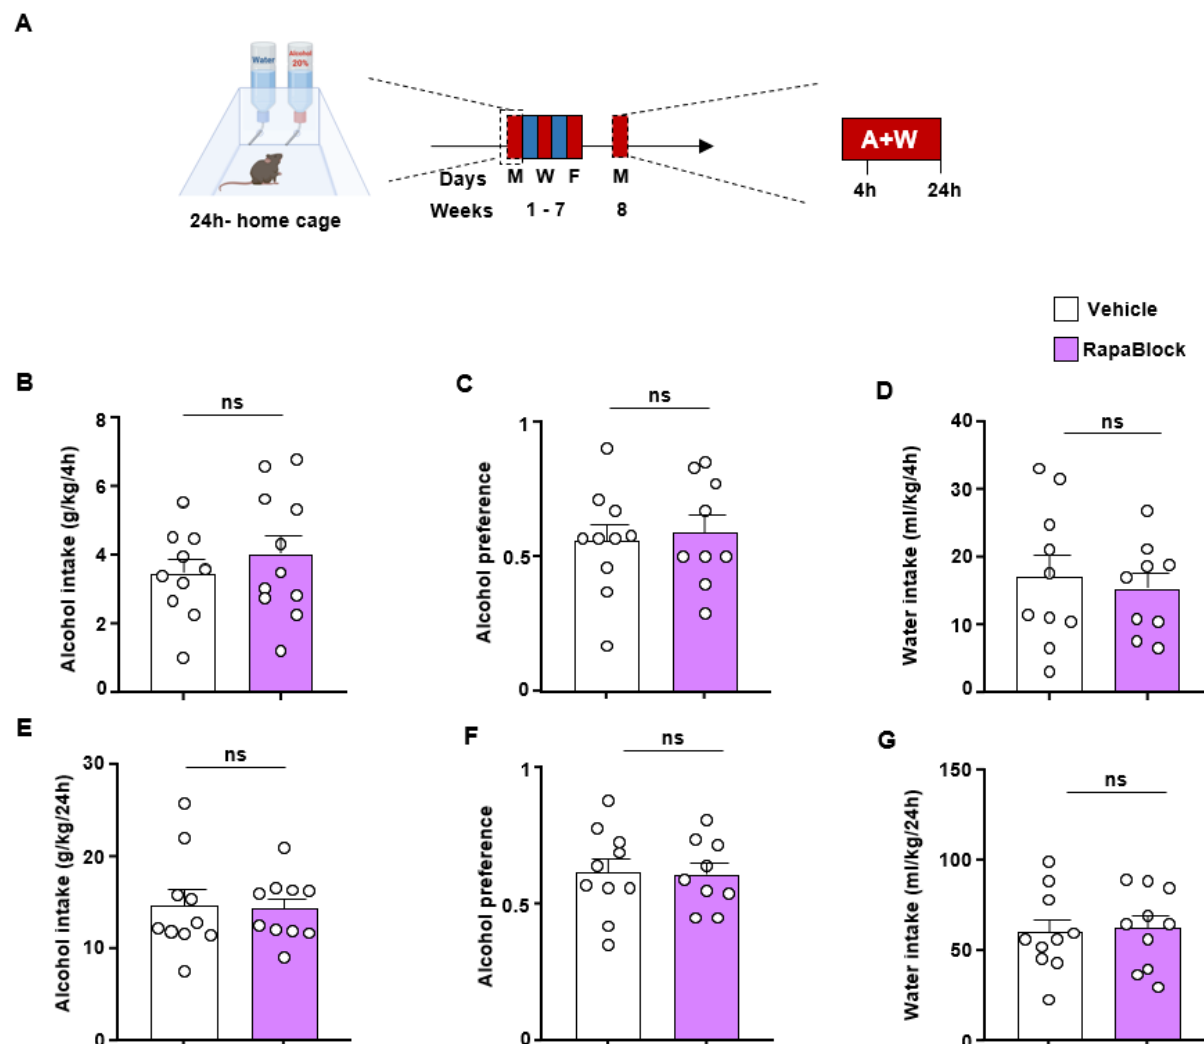 A
Water
Alcohol
20%
24h- home cage
Days M W F M
Weeks 1 - 7 8
A+W
4h 24h
Vehicle
RapaBlock
B
ns
Alcohol intake (g/kg/4h)
8
6
4
2
0
C
ns
Alcohol preference
1
0.5
0
D
ns
Water intake (ml/kg/4h)
40
30
20
10
0
E
ns
Alcohol intake (g/kg/24h)
30
20
10
0
F
ns
Alcohol preference
1
0.5
0
G
ns
Water intake (ml/kg/24h)
150
100
50
0